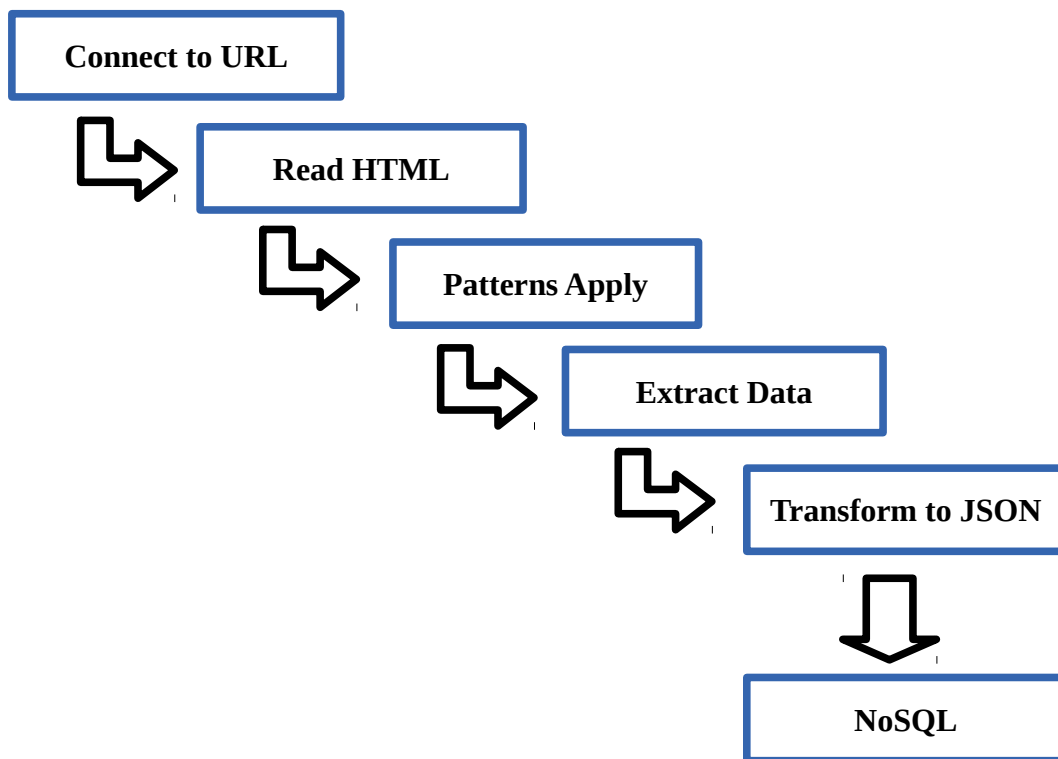 Connect to URL
Read HTML
Patterns Apply
Extract Data
Transform to JSON
NoSQL